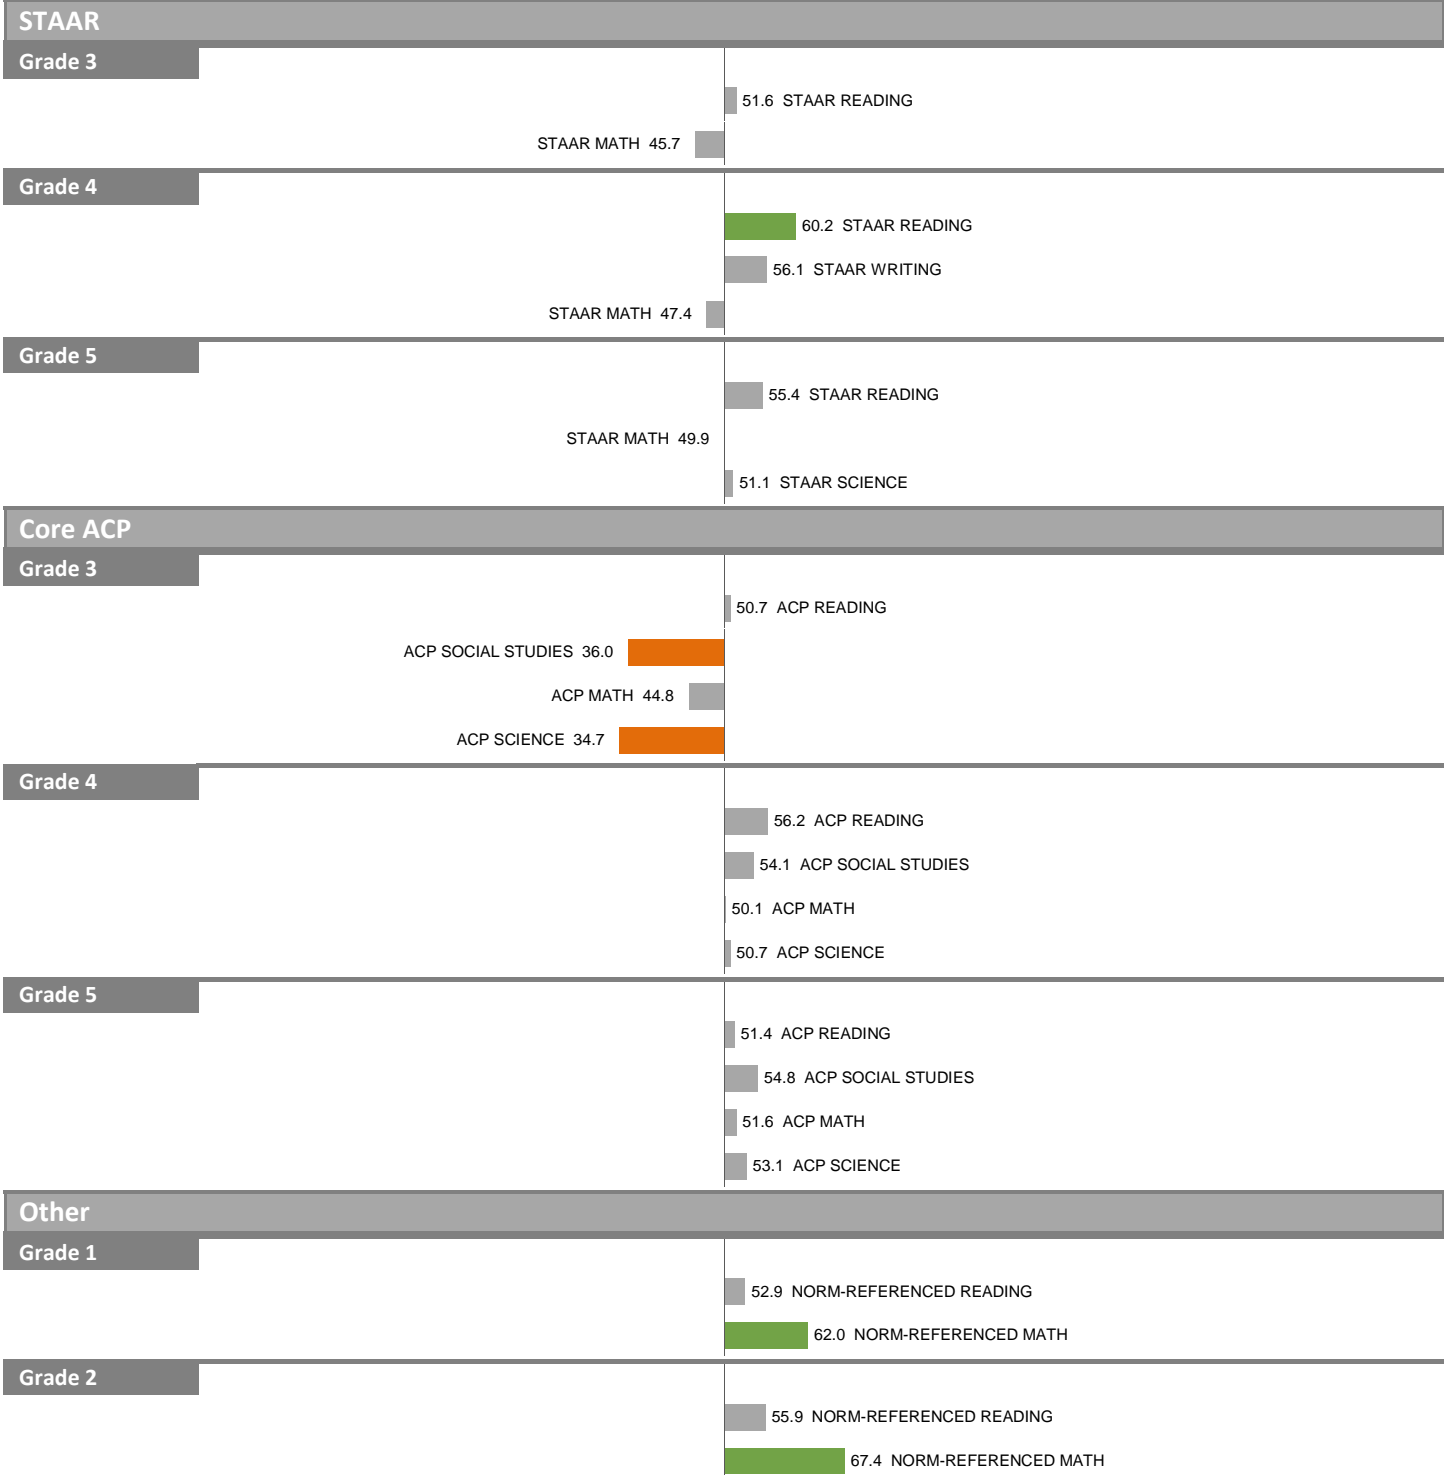 STAAR
Grade 3
51.6 STAAR READING
STAAR MATH 45.7
Grade 4
60.2 STAAR READING
56.1 STAAR WRITING
STAAR MATH 47.4
Grade 5
55.4 STAAR READING
STAAR MATH 49.9
51.1 STAAR SCIENCE
Core ACP
Grade 3
50.7 ACP READING
ACP SOCIAL STUDIES 36.0
ACP MATH 44.8
ACP SCIENCE 34.7
Grade 4
56.2 ACP READING
54.1 ACP SOCIAL STUDIES
50.1 ACP MATH
50.7 ACP SCIENCE
Grade 5
51.4 ACP READING
54.8 ACP SOCIAL STUDIES
51.6 ACP MATH
53.1 ACP SCIENCE
Other
Grade 1
52.9 NORM-REFERENCED READING
62.0 NORM-REFERENCED MATH
Grade 2
55.9 NORM-REFERENCED READING
67.4 NORM-REFERENCED MATH